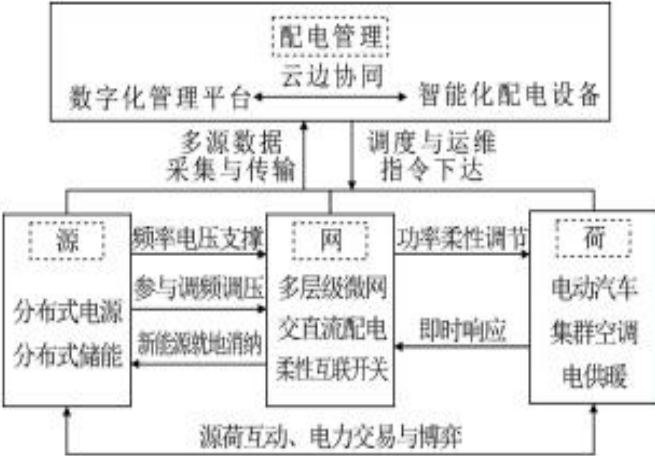 配电管理
云边协同
数字化管理平台
智能化配电设备
多源数据
采集与传输
调度与运维
指令下达
源
分布式电源
分布式储能
频率电压支撑
参与调频调压
新能源就地消纳
网
多层级微网
交直流配电
柔性互联开关
功率柔性调节
即时响应
荷
电动汽车
集群空调
电供暖
源荷互动、电力交易与博弈